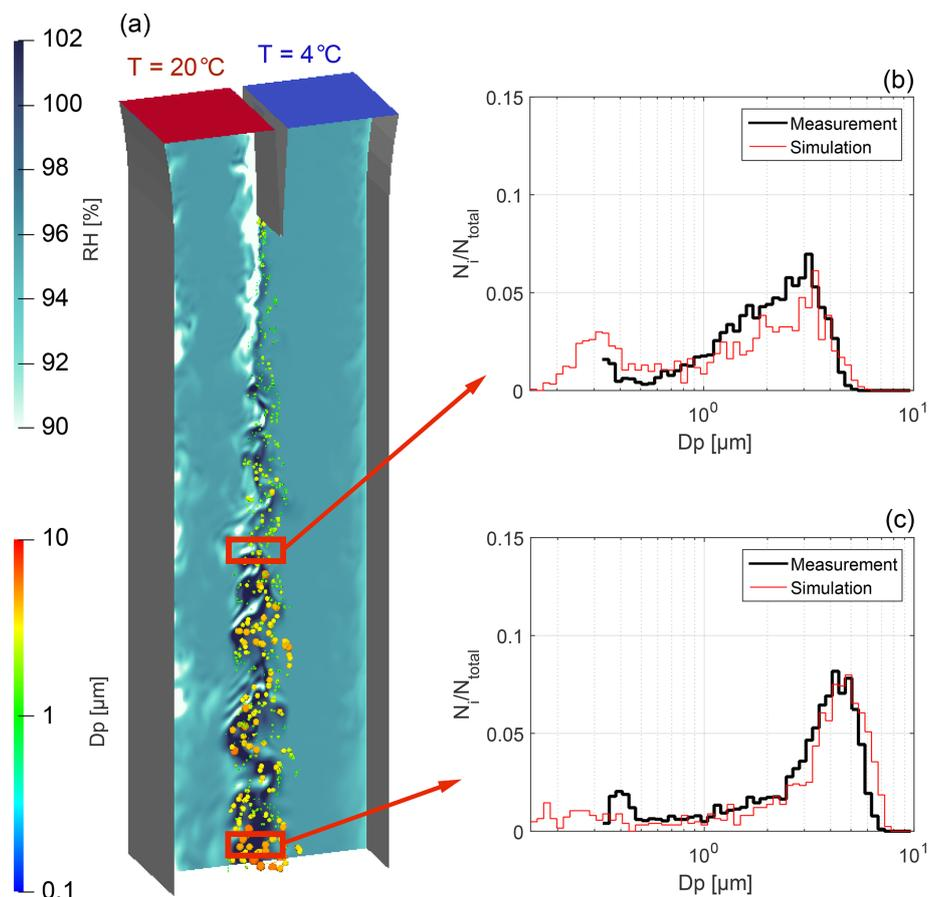 (a)
T = 20°C
T = 4°C
102
100
98
96
94
92
90
RH [%]
10
1
0.1
Dp [µm]
(b)
0.15
0.1
0.05
0
N_i/N_total
Measurement
Simulation
10^0
10^1
Dp [µm]
(c)
0.15
0.1
0.05
0
N_i/N_total
Measurement
Simulation
10^0
10^1
Dp [µm]